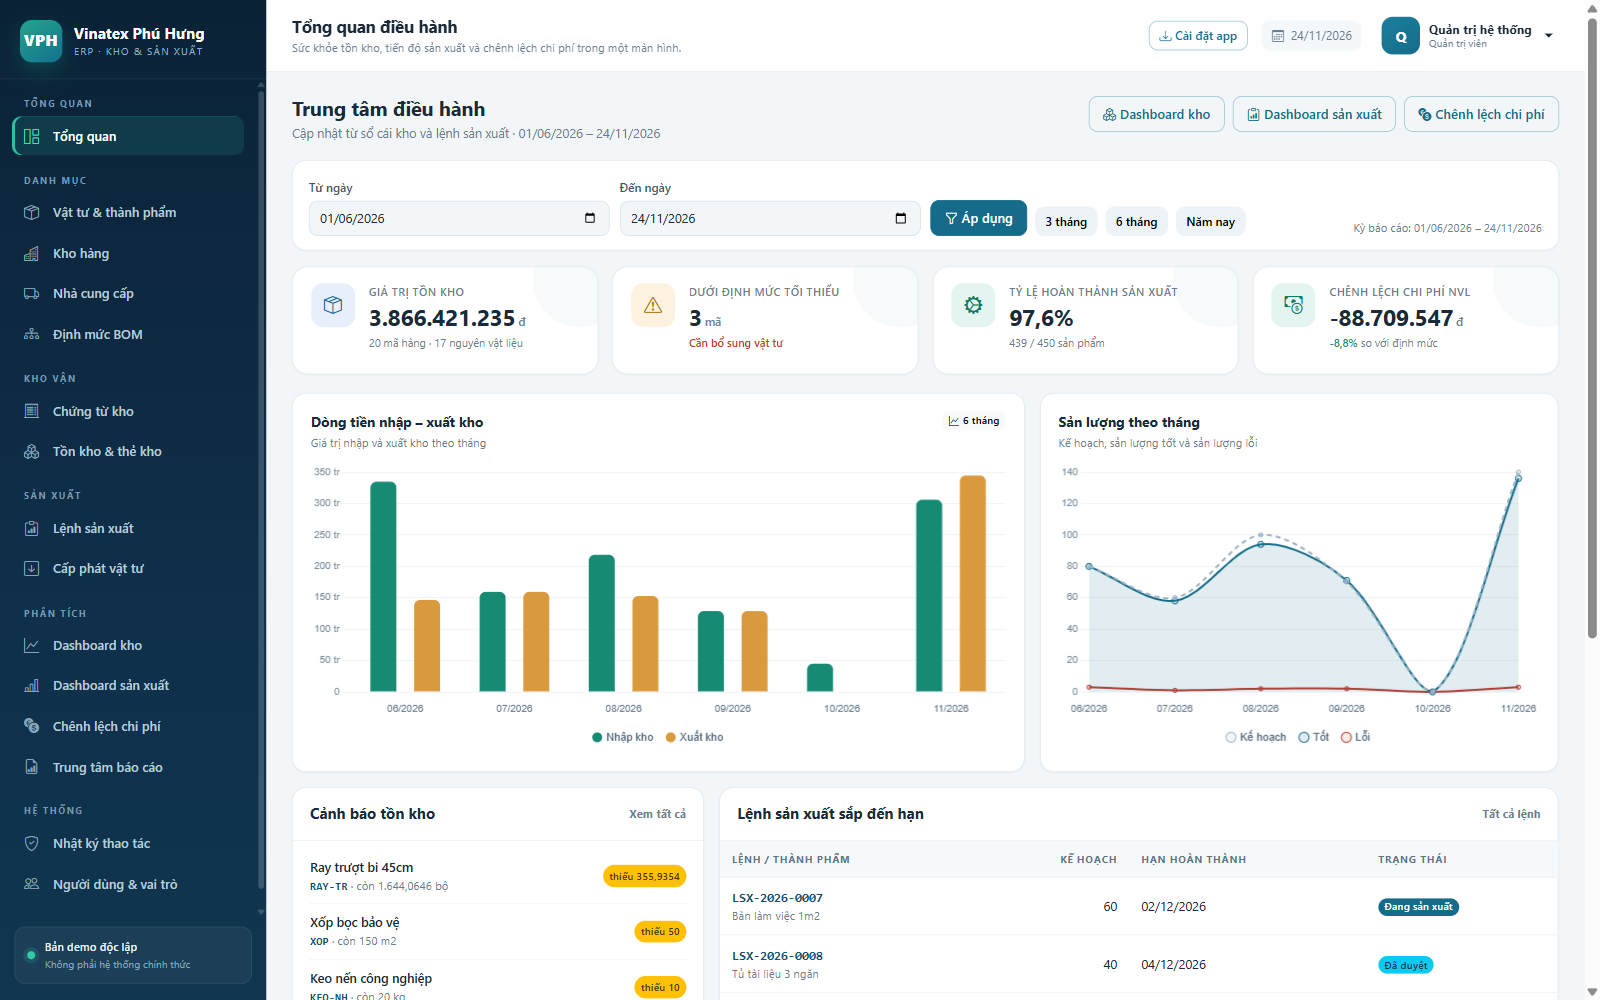 VPH
Vinatex Phú Hưng
ERP · KHO & SẢN XUẤT
TỔNG QUAN
Tổng quan
DANH MỤC
Vật tư & thành phẩm
Kho hàng
Nhà cung cấp
Định mức BOM
KHO VẬN
Chứng từ kho
Tồn kho & thẻ kho
SẢN XUẤT
Lệnh sản xuất
Cấp phát vật tư
PHÂN TÍCH
Dashboard kho
Dashboard sản xuất
Chênh lệch chi phí
Trung tâm báo cáo
HỆ THỐNG
Nhật ký thao tác
Người dùng & vai trò
Bản demo độc lập
Không phải hệ thống chính thức
Tổng quan điều hành
Sức khỏe tồn kho, tiến độ sản xuất và chênh lệch chi phí trong một màn hình.
Cài đặt app
24/11/2026
Q
Quản trị hệ thống
Quản trị viên
Trung tâm điều hành
Cập nhật từ sổ cái kho và lệnh sản xuất · 01/06/2026 – 24/11/2026
Dashboard kho
Dashboard sản xuất
Chênh lệch chi phí
Từ ngày
01/06/2026
Đến ngày
24/11/2026
Áp dụng
3 tháng
6 tháng
Năm nay
Kỳ báo cáo: 01/06/2026 – 24/11/2026
GIÁ TRỊ TỒN KHO
3.866.421.235 đ
20 mã hàng · 17 nguyên vật liệu
DƯỚI ĐỊNH MỨC TỐI THIỂU
3 mã
Cần bổ sung vật tư
TỶ LỆ HOÀN THÀNH SẢN XUẤT
97,6%
439 / 450 sản phẩm
CHÊNH LỆCH CHI PHÍ NVL
-88.709.547 đ
-8,8% so với định mức
Dòng tiền nhập – xuất kho
Giá trị nhập và xuất kho theo tháng
6 tháng
350 tr
300 tr
250 tr
200 tr
150 tr
100 tr
50 tr
0
06/2026 07/2026 08/2026 09/2026 10/2026 11/2026
Nhập kho Xuất kho
Sản lượng theo tháng
Kế hoạch, sản lượng tốt và sản lượng lỗi
140
120
100
80
60
40
20
0
06/2026 07/2026 08/2026 09/2026 10/2026 11/2026
Kế hoạch Tốt Lỗi
Cảnh báo tồn kho
Xem tất cả
Ray trượt bi 45cm
RAY-TR · còn 1.644,0646 bộ
thiếu 355,9354
Xốp bọc bảo vệ
XOP · còn 150 m2
thiếu 50
Keo nến công nghiệp
KEO-NH · còn 20 kg
thiếu 10
Lệnh sản xuất sắp đến hạn
Tất cả lệnh
LỆNH / THÀNH PHẨM KẾ HOẠCH HẠN HOÀN THÀNH TRẠNG THÁI
LSX-2026-0007
Bàn làm việc 1m2
60 02/12/2026 Đang sản xuất
LSX-2026-0008
Tủ tài liệu 3 ngăn
40 04/12/2026 Đã duyệt